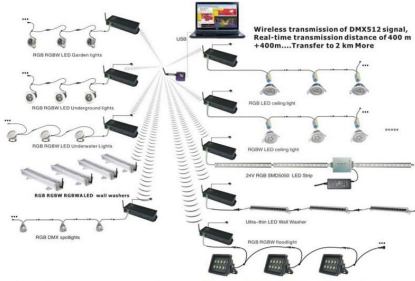 Wireless transmission of DMX512 signal,
Real-time transmission distance of 400 m
+400m....Transfer to 2 km More
USB
RGB RGBW LED Garden lights
RGB LED ceiling light
RGB RGBW LED Underground lights
RGBW LED ceiling light
RGB RGBW LED Underwater Lights
24V RGB SMD5050 LED Strip
RGB RGBW RGBWA LED wall washers
Ultra-thin LED Wall Washer
RGB DMX spotlights
RGB RGBW floodlight